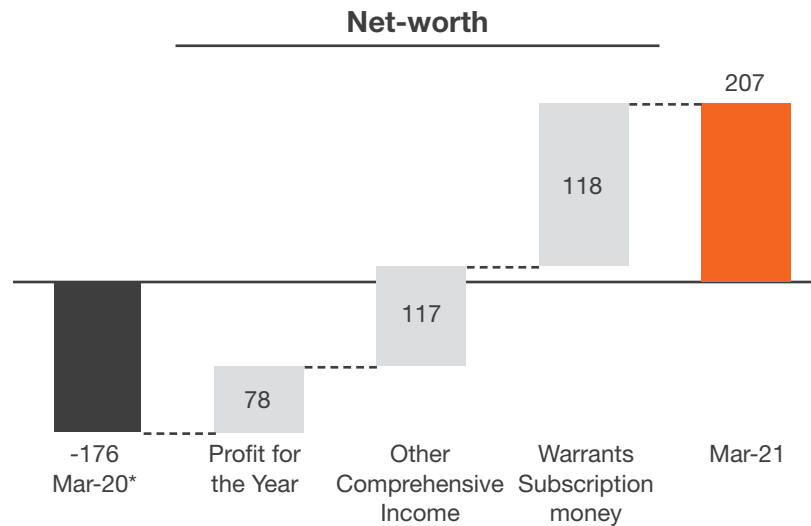 Net-worth
207
118
117
78
-176
Mar-20*
Profit for
the Year
Other
Comprehensive
Income
Warrants
Subscription
money
Mar-21